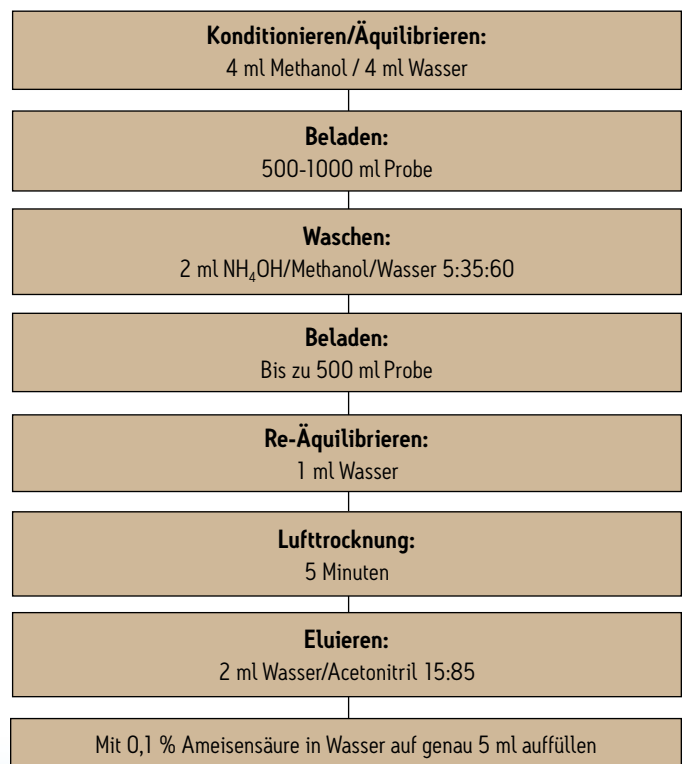 Konditionieren/Äquilibrieren:
4 ml Methanol / 4 ml Wasser
Beladen:
500-1000 ml Probe
Waschen:
2 ml NH₄OH/Methanol/Wasser 5:35:60
Beladen:
Bis zu 500 ml Probe
Re-Äquilibrieren:
1 ml Wasser
Lufttrocknung:
5 Minuten
Eluieren:
2 ml Wasser/Acetonitril 15:85
Mit 0,1 % Ameisensäure in Wasser auf genau 5 ml auffüllen